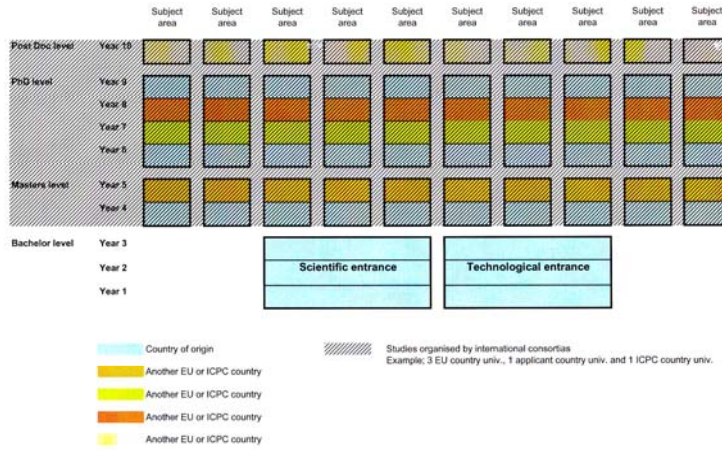 Subject Subject Subject Subject Subject Subject Subject Subject Subject Subject
area area area area area area area area area area
Post Doc level Year 10
PhD level Year 9
Year 8
Year 7
Year 6
Masters level Year 5
Year 4
Bachelor level Year 3
Year 2 Scientific entrance Technological entrance
Year 1
Country of origin
Another EU or ICPC country
Another EU or ICPC country
Another EU or ICPC country
Another EU or ICPC country
Studies organised by international consortias
Example; 3 EU country univ., 1 applicant country univ. and 1 ICPC country univ.